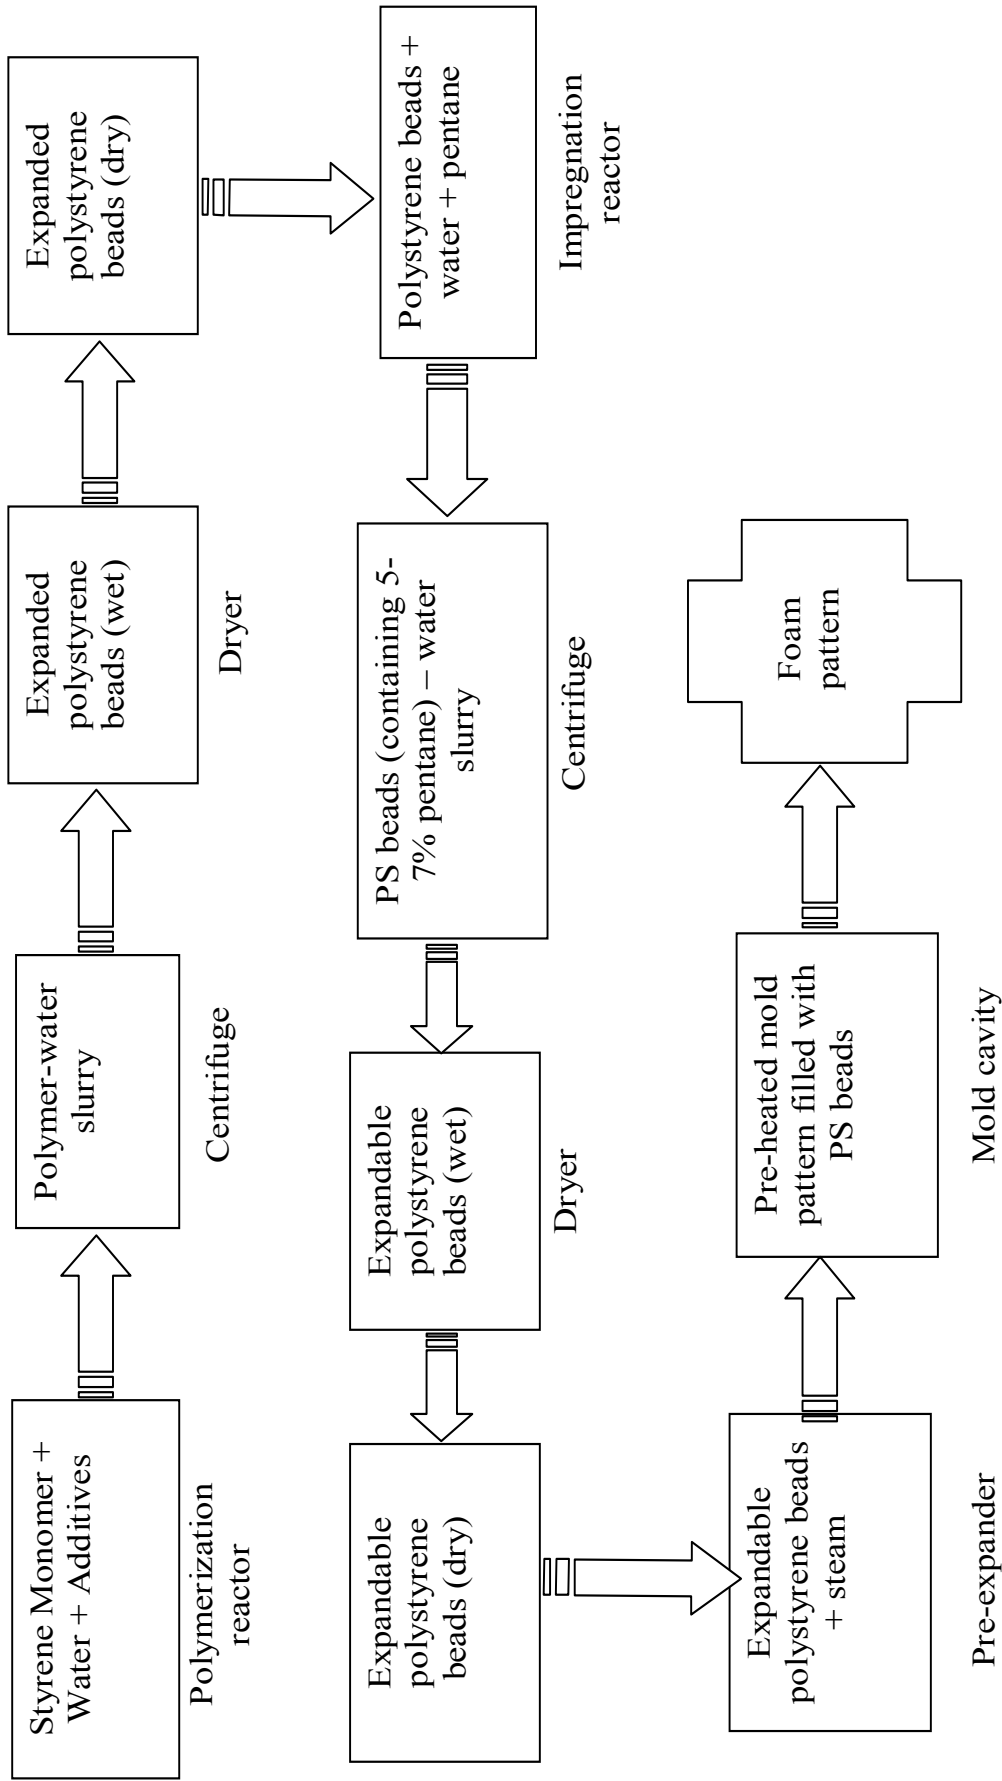 Styrene Monomer +
Water + Additives
Polymerization
reactor
Polymer-water
slurry
Centrifuge
Expanded
polystyrene
beads (wet)
Dryer
Expanded
polystyrene
beads (dry)
Polystyrene beads +
water + pentane
Impregnation
reactor
PS beads (containing 5-
7% pentane) – water
slurry
Centrifuge
Expandable
polystyrene
beads (wet)
Dryer
Expandable
polystyrene
beads (dry)
Expandable
polystyrene beads
+ steam
Pre-expander
Pre-heated mold
pattern filled with
PS beads
Mold cavity
Foam
pattern